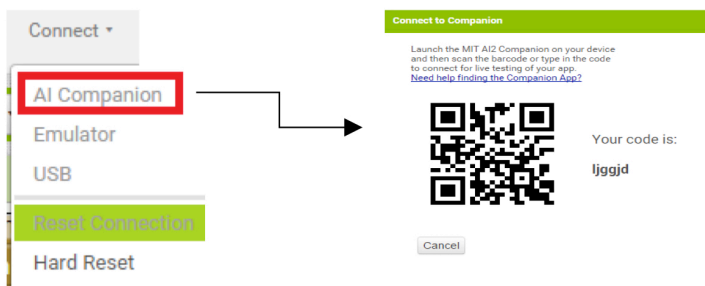 Connect
AI Companion
Emulator
USB
Reset Connection
Hard Reset
Connect to Companion
Launch the MIT AI2 Companion on your device
and then scan the barcode or type in the code
to connect for live testing of your app.
Need help finding the Companion App?
Your code is:
ljggjd
Cancel